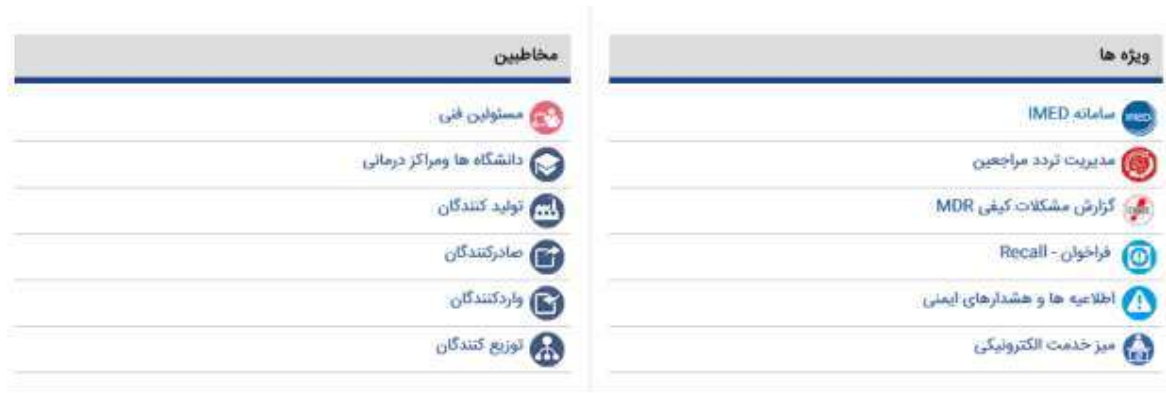 ویژه ها
سامانه IMED
مدیریت تردد مراجعین
گزارش مشکلات کیفی MDR
فراخوان - Recall
اطلاعیه ها و هشدارهای ایمنی
میز خدمت الکترونیکی
مخاطبین
مسئولین فنی
دانشگاه ها ومراکز درمانی
تولید کنندگان
صادرکنندگان
واردکنندگان
توزیع کنندگان